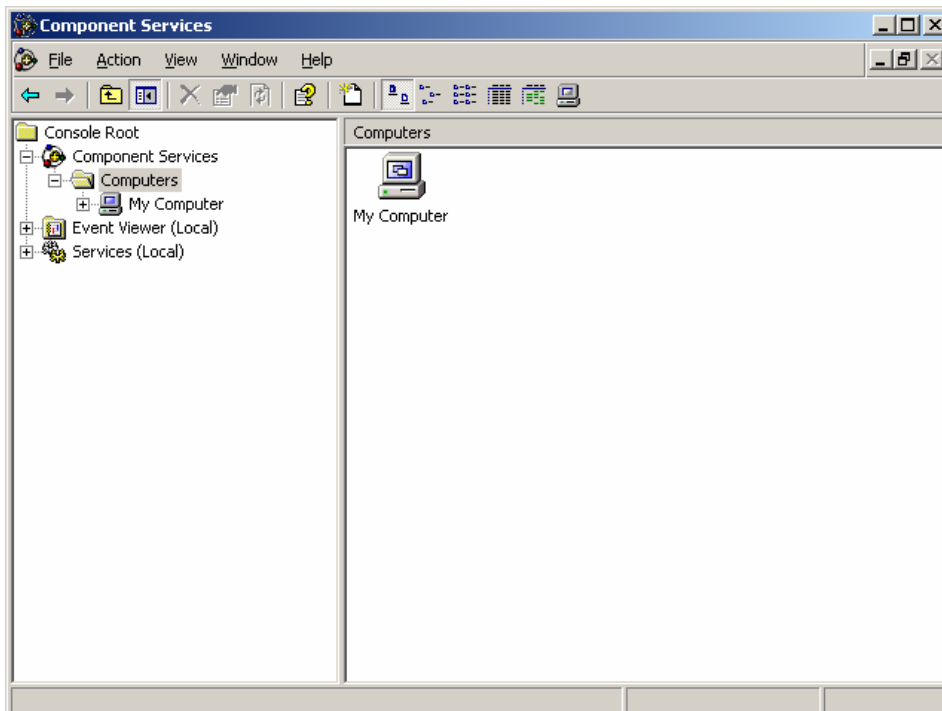 Component Services
File Action View Window Help
Console Root
Component Services
Computers
My Computer
Event Viewer (Local)
Services (Local)
Computers
My Computer